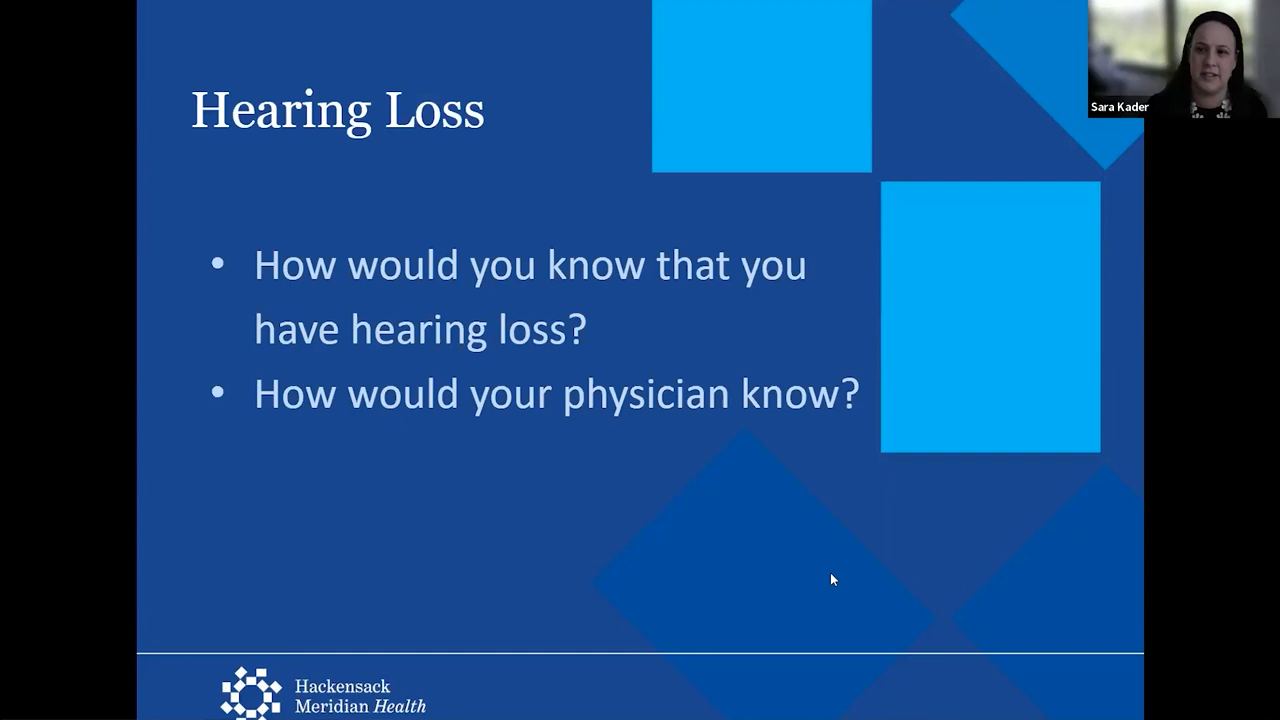 Hearing Loss
Sara Kader
• How would you know that you
have hearing loss?
• How would your physician know?
Hackensack
Meridian Health